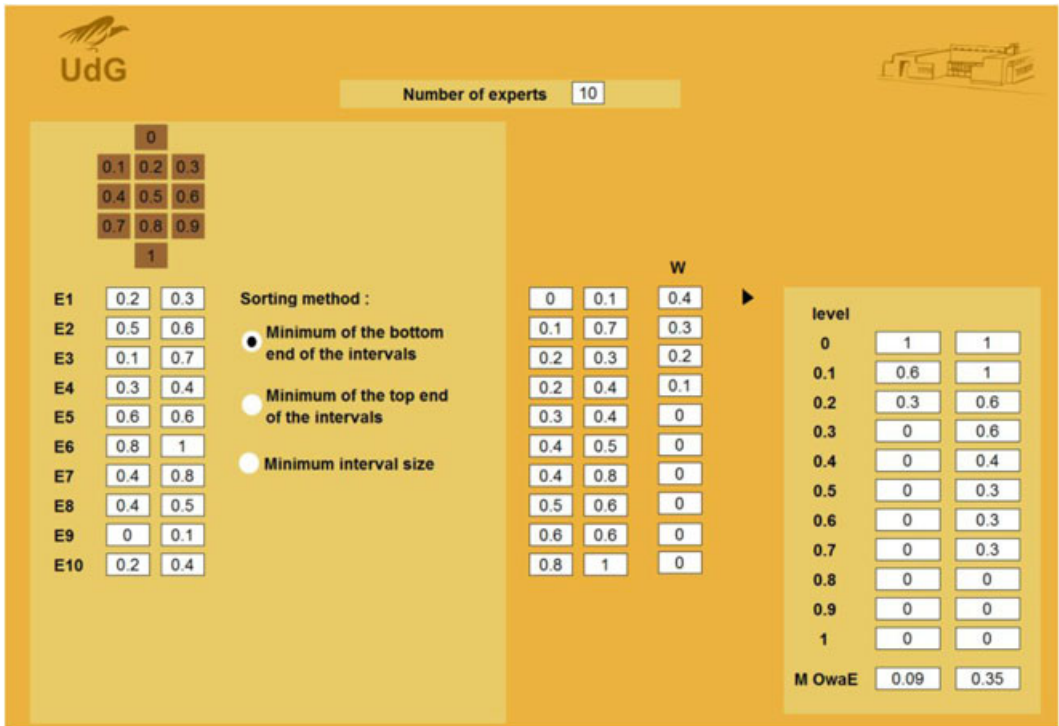 UdG
Number of experts 10
0
0.1 0.2 0.3
0.4 0.5 0.6
0.7 0.8 0.9
1
W
E1 0.2 0.3 Sorting method : 0 0.1 0.4
level
E2 0.5 0.6 Minimum of the bottom 0.1 0.7 0.3
0 1 1
E3 0.1 0.7 end of the intervals 0.2 0.3 0.2
0.1 0.6 1
E4 0.3 0.4 Minimum of the top end 0.2 0.4 0.1
0.2 0.3 0.6
E5 0.6 0.6 of the intervals 0.3 0.4 0
0.3 0 0.6
E6 0.8 1 Minimum interval size 0.4 0.5 0
0.4 0 0.4
E7 0.4 0.8 0.4 0.8 0
0.5 0 0.3
E8 0.4 0.5 0.5 0.6 0
0.6 0 0.3
E9 0 0.1 0.6 0.6 0
0.7 0 0.3
E10 0.2 0.4 0.8 1 0
0.8 0 0
0.9 0 0
1 0 0
M OwaE 0.09 0.35